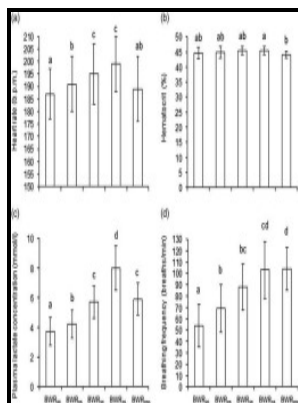 (a)
Heart rate (b.p.m.)
210
205
200
195
190
185
180
175
170
165
160
155
150
a
b
c
c
ab
(b)
Hematocrit (%)
50
45
40
35
30
25
20
15
10
5
0
ab
ab
ab
a
b
(c)
Plasma lactate concentration (mmol/l)
10
8
6
4
2
0
a
b
c
d
c
(d)
Breathing frequency (breaths/min)
130
120
110
100
90
80
70
60
50
40
30
20
10
0
a
b
bc
cd
d